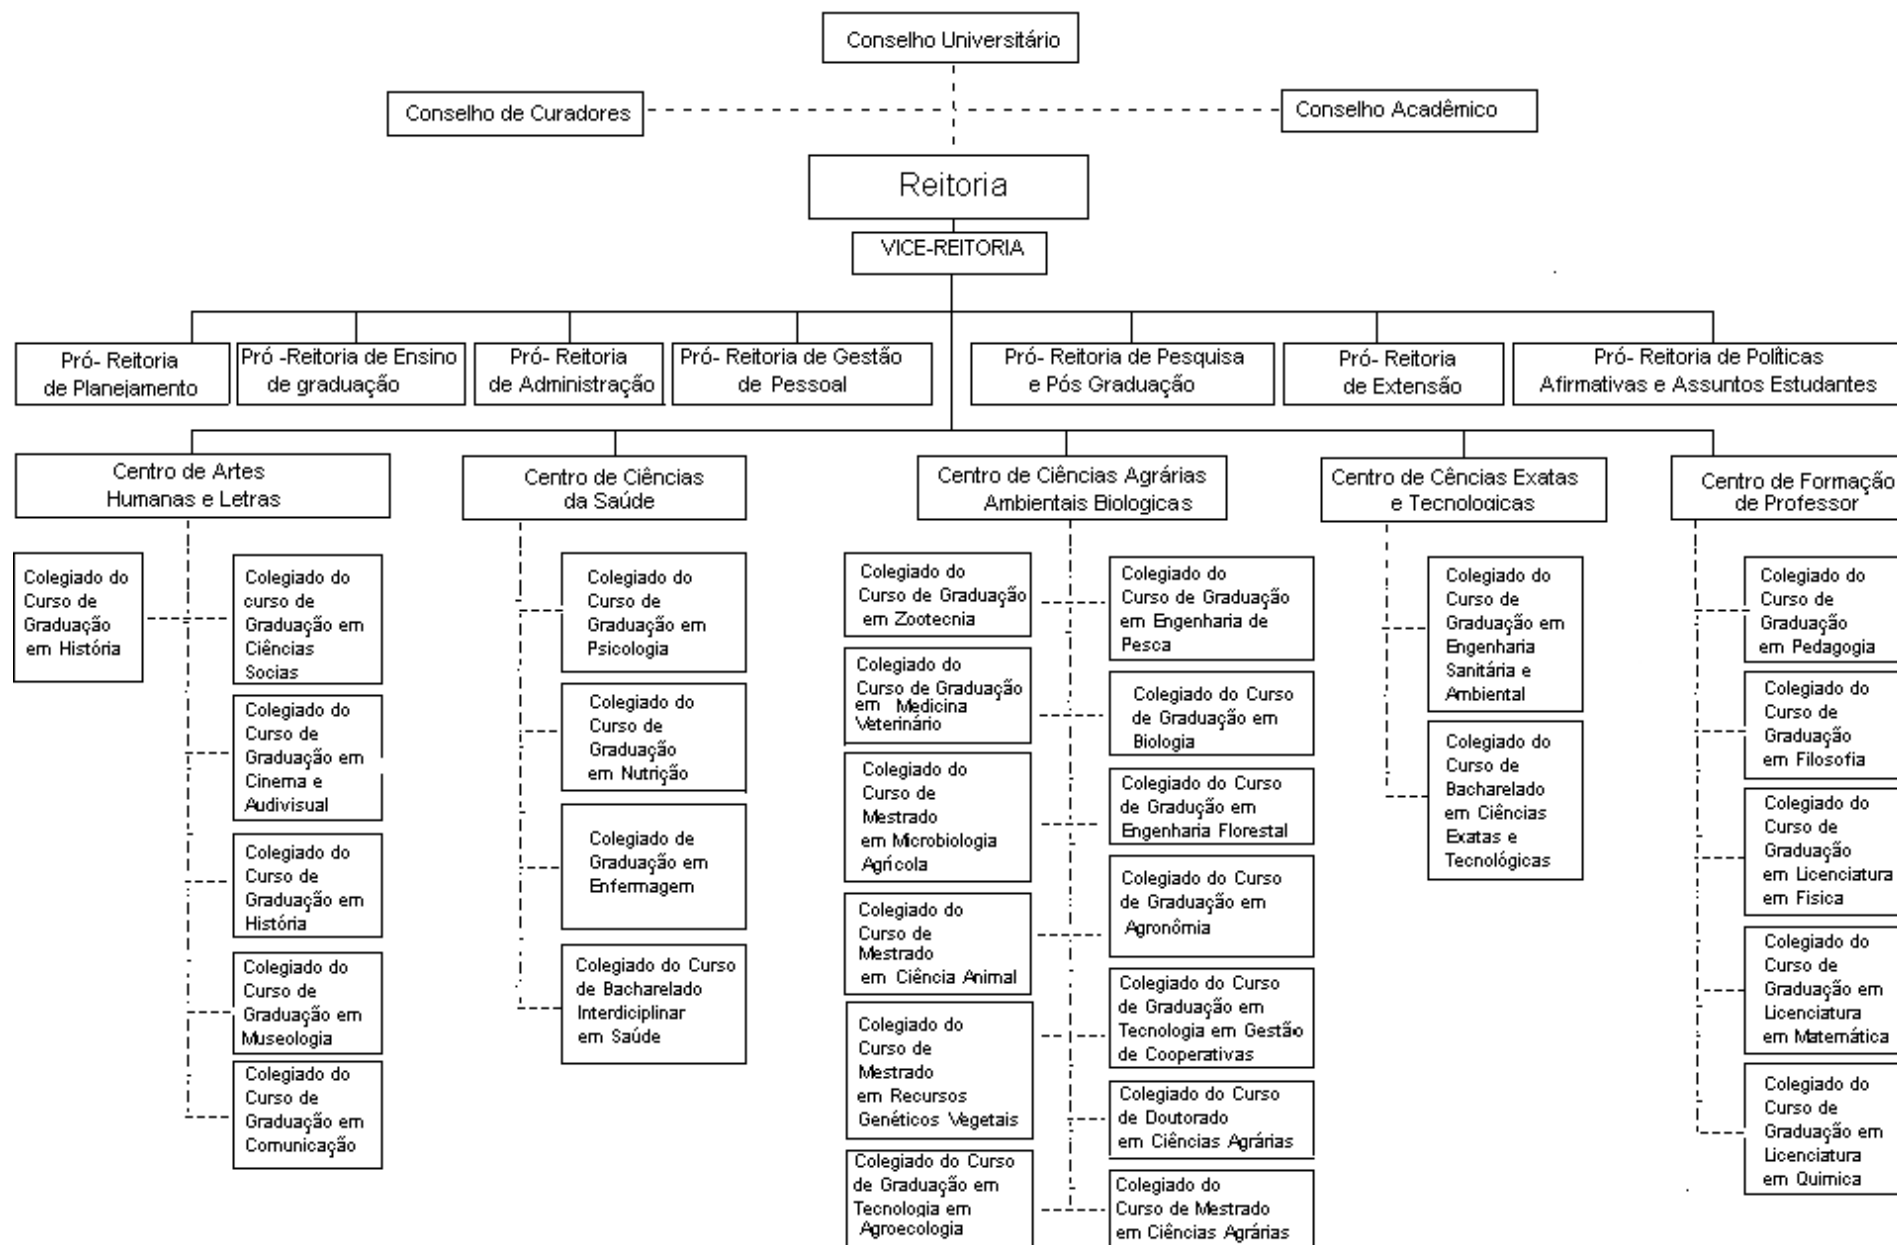 Conselho Universitário
Conselho de Curadores
Conselho Acadêmico
Reitoria
VICE-REITORIA
Pró- Reitoria
de Planejamento
Pró -Reitoria de Ensino
de graduação
Pró- Reitoria
de Administração
Pró- Reitoria de Gestão
de Pessoal
Pró- Reitoria de Pesquisa
e Pós Graduação
Pró- Reitoria
de Extensão
Pró- Reitoria de Políticas
Afirmativas e Assuntos Estudantes
Centro de Artes
Humanas e Letras
Centro de Ciências
da Saúde
Centro de Ciências Agrárias
Ambientais Biologicas
Centro de Cências Exatas
e Tecnologicas
Centro de Formação
de Professor
Colegiado do
Curso de
Graduação
em História
Colegiado do
curso de
Graduação em
Ciências
Socias
Colegiado do
Curso de
Graduação em
Cinema e
Audivisual
Colegiado do
Curso de
Graduação em
História
Colegiado do
Curso de
Graduação em
Museologia
Colegiado do
Curso de
Graduação em
Comunicação
Colegiado do
Curso de
Graduação em
Psicologia
Colegiado do
Curso de
Graduação
em Nutrição
Colegiado de
Graduação em
Enfermagem
Colegiado do Curso
de Bacharelado
Interdiciplinar
em Saúde
Colegiado do
Curso de Graduação
em Zootecnia
Colegiado do
Curso de Graduação
em Medicina
Veterinário
Colegiado do
Curso de
Mestrado
em Microbiologia
Agrícola
Colegiado do
Curso de
Mestrado
em Ciência Animal
Colegiado do
Curso de
Mestrado
em Recursos
Genéticos Vegetais
Colegiado do Curso
de Graduação em
Tecnologia em
Agroecologia
Colegiado do
Curso de Graduação
em Engenharia de
Pesca
Colegiado do Curso
de Graduação em
Biologia
Colegiado do Curso
de Gradução em
Engenharia Florestal
Colegiado do Curso
de Graduação em
Agronômia
Colegiado do Curso
de Graduação em
Tecnologia em Gestão
de Cooperativas
Colegiado do Curso
de Doutorado
em Ciências Agrárias
Colegiado do
Curso de Mestrado
em Ciências Agrárias
Colegiado do
Curso de
Graduação em
Engenharia
Sanitária e
Ambiental
Colegiado do
Curso de
Bacharelado
em Ciências
Exatas e
Tecnológicas
Colegiado do
Curso de
Graduação
em Pedagogia
Colegiado do
Curso de
Graduação
em Filosofia
Colegiado do
Curso de
Graduação
em Licenciatura
em Fisica
Colegiado do
Curso de
Graduação em
Licenciatura
em Matemática
Colegiado do
Curso de
Graduação em
Licenciatura
em Quimica